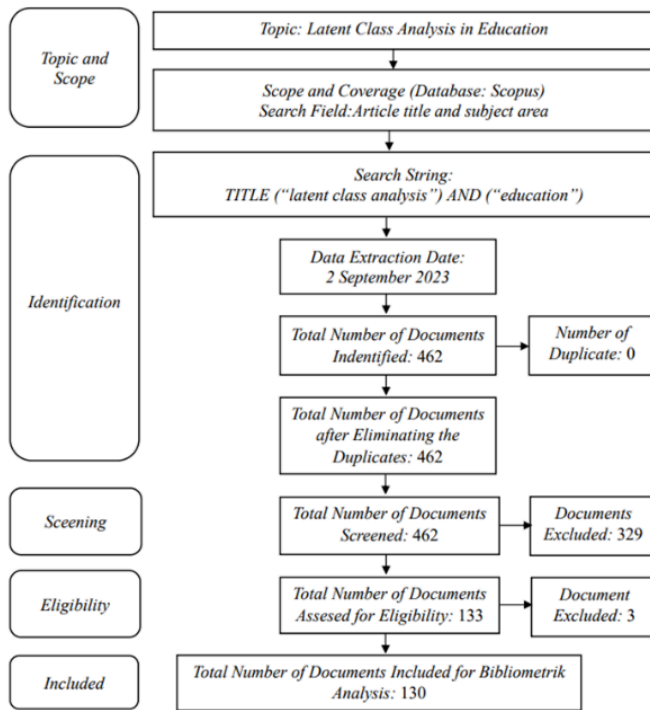 Topic and
Scope
Topic: Latent Class Analysis in Education
Scope and Coverage (Database: Scopus)
Search Field:Article title and subject area
Identification
Search String:
TITLE ("latent class analysis") AND ("education")
Data Extraction Date:
2 September 2023
Total Number of Documents
Indentified: 462
Number of
Duplicate: 0
Total Number of Documents
after Eliminating the
Duplicates: 462
Sceening
Total Number of Documents
Screened: 462
Documents
Excluded: 329
Eligibility
Total Number of Documents
Assesed for Eligibility: 133
Document
Excluded: 3
Included
Total Number of Documents Included for Bibliometrik
Analysis: 130